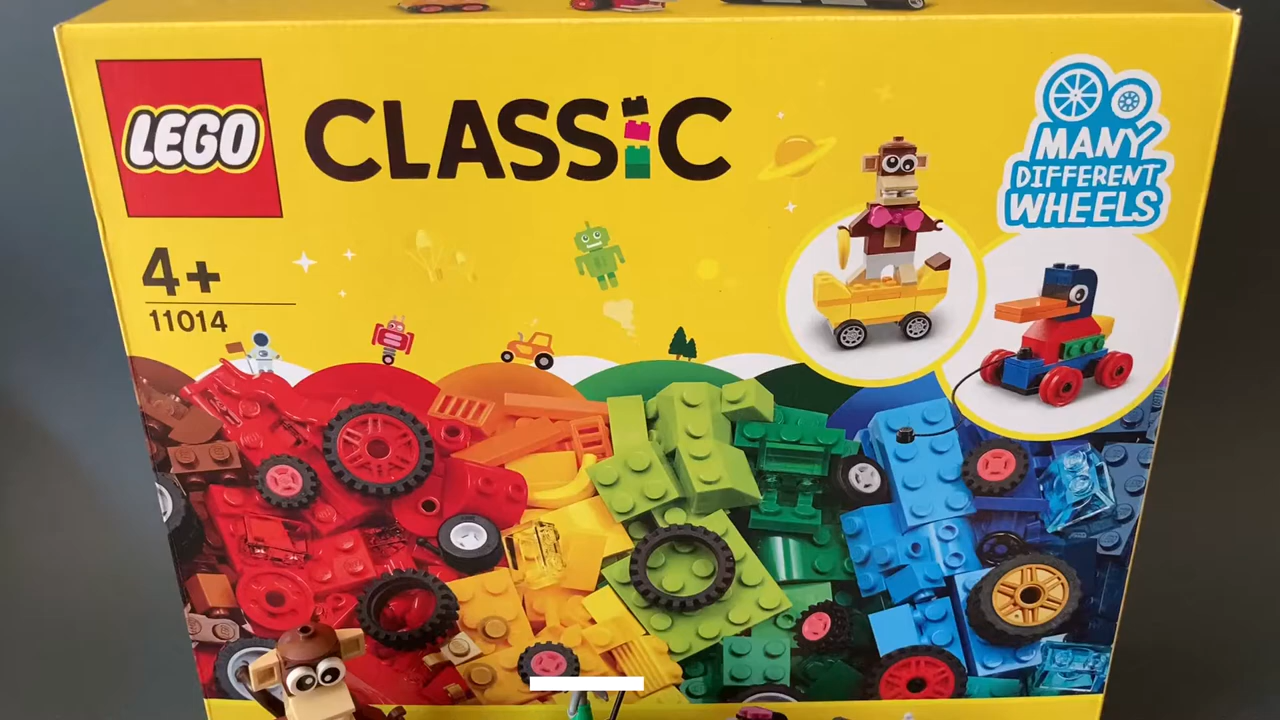 LEGO
CLASSIC
MANY
DIFFERENT
WHEELS
4+
11014